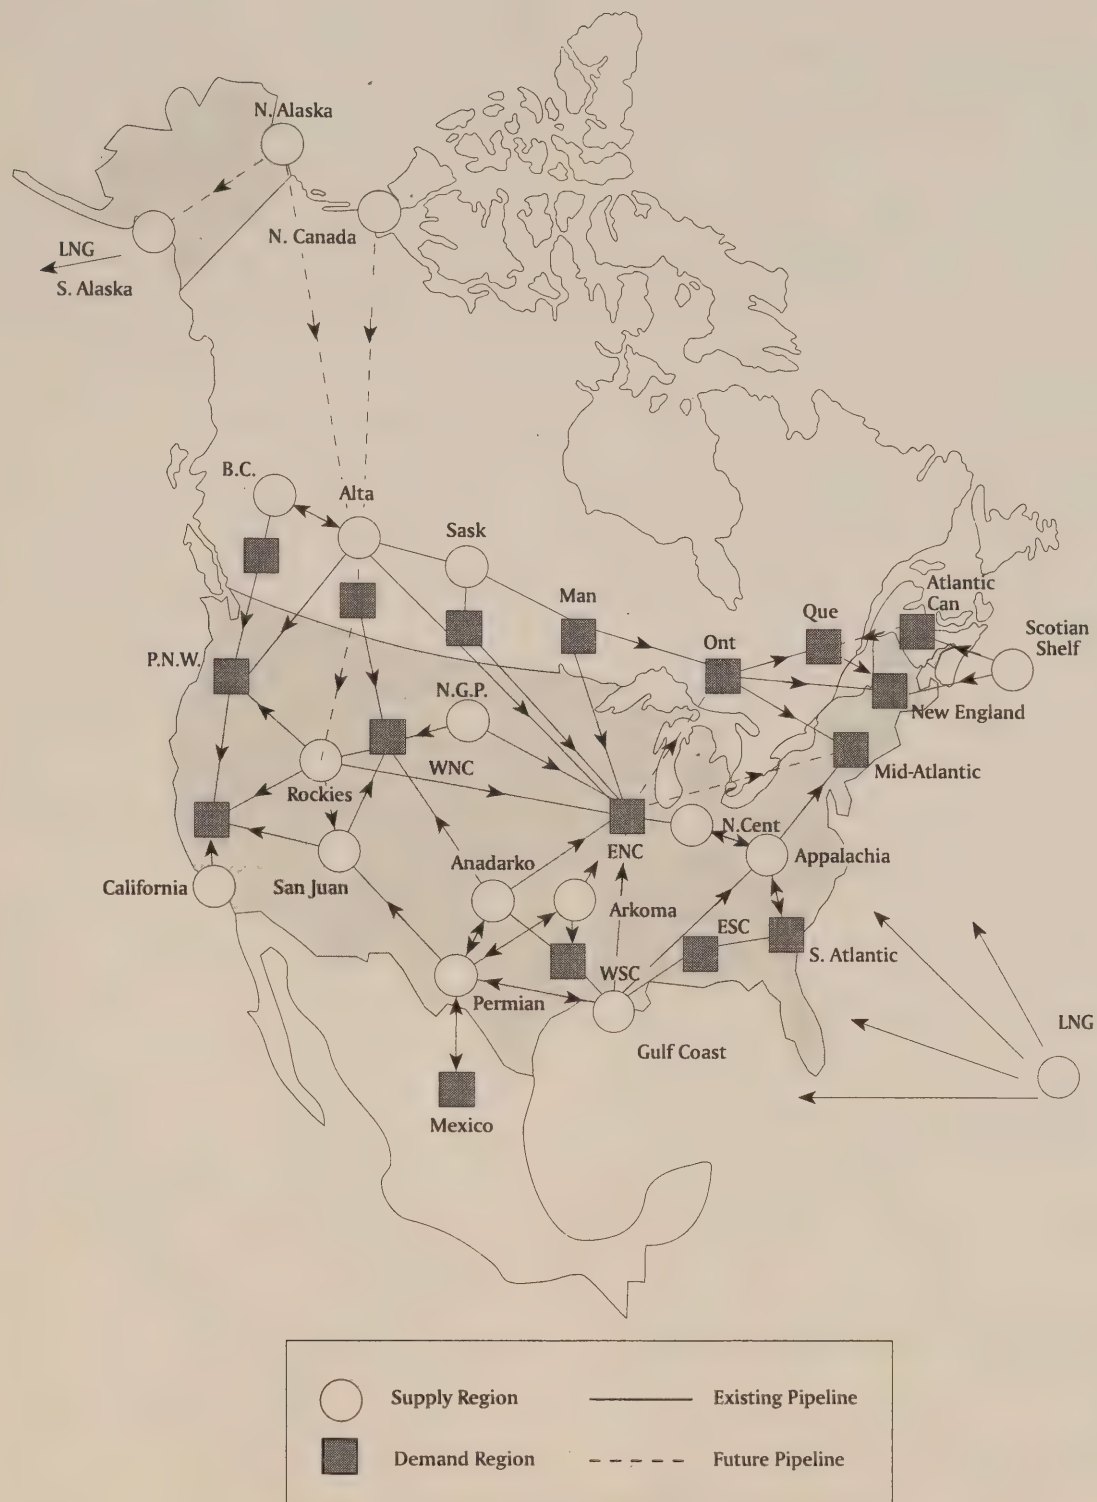 N. Alaska
N. Canada
LNG
S. Alaska
B.C.
Alta
Sask
Man
Ont
Que
Atlantic
Can
Scotian
Shelf
P.N.W.
N.G.P.
New England
WNC
Mid-Atlantic
Rockies
N.Cent
ENC
Appalachia
Anadarko
California
San Juan
Arkoma
ESC
S. Atlantic
WSC
Permian
LNG
Gulf Coast
Mexico
Supply Region
Existing Pipeline
Demand Region
Future Pipeline